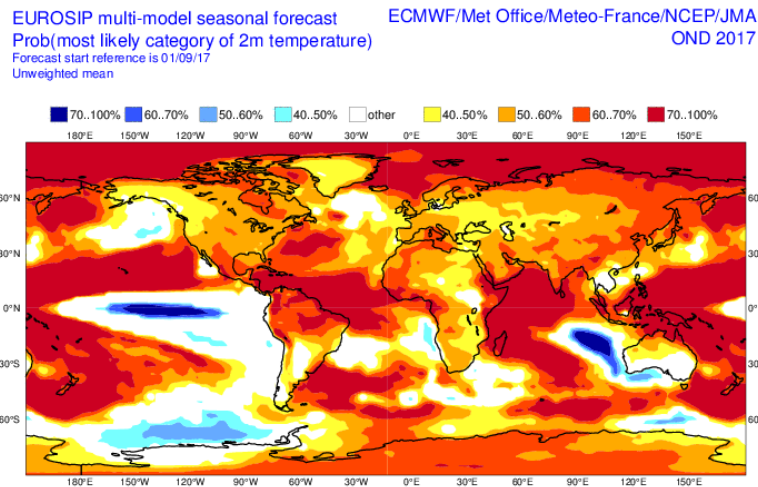 EUROSIP multi-model seasonal forecast
ECMWF/Met Office/Meteo-France/NCEP/JMA
Prob(most likely category of 2m temperature)
OND 2017
Forecast start reference is 01/09/17
Unweighted mean
70..100% 60..70% 50..60% 40..50% other 40..50% 50..60% 60..70% 70..100%
180°E 150°W 120°W 90°W 60°W 30°W 0°E 30°E 60°E 90°E 120°E 150°E
60°N 60°
30°N 30°
0°N 0°
30°S 30°
60°S 60°
180°E 150°W 120°W 90°W 60°W 30°W 0°E 30°E 60°E 90°E 120°E 150°E